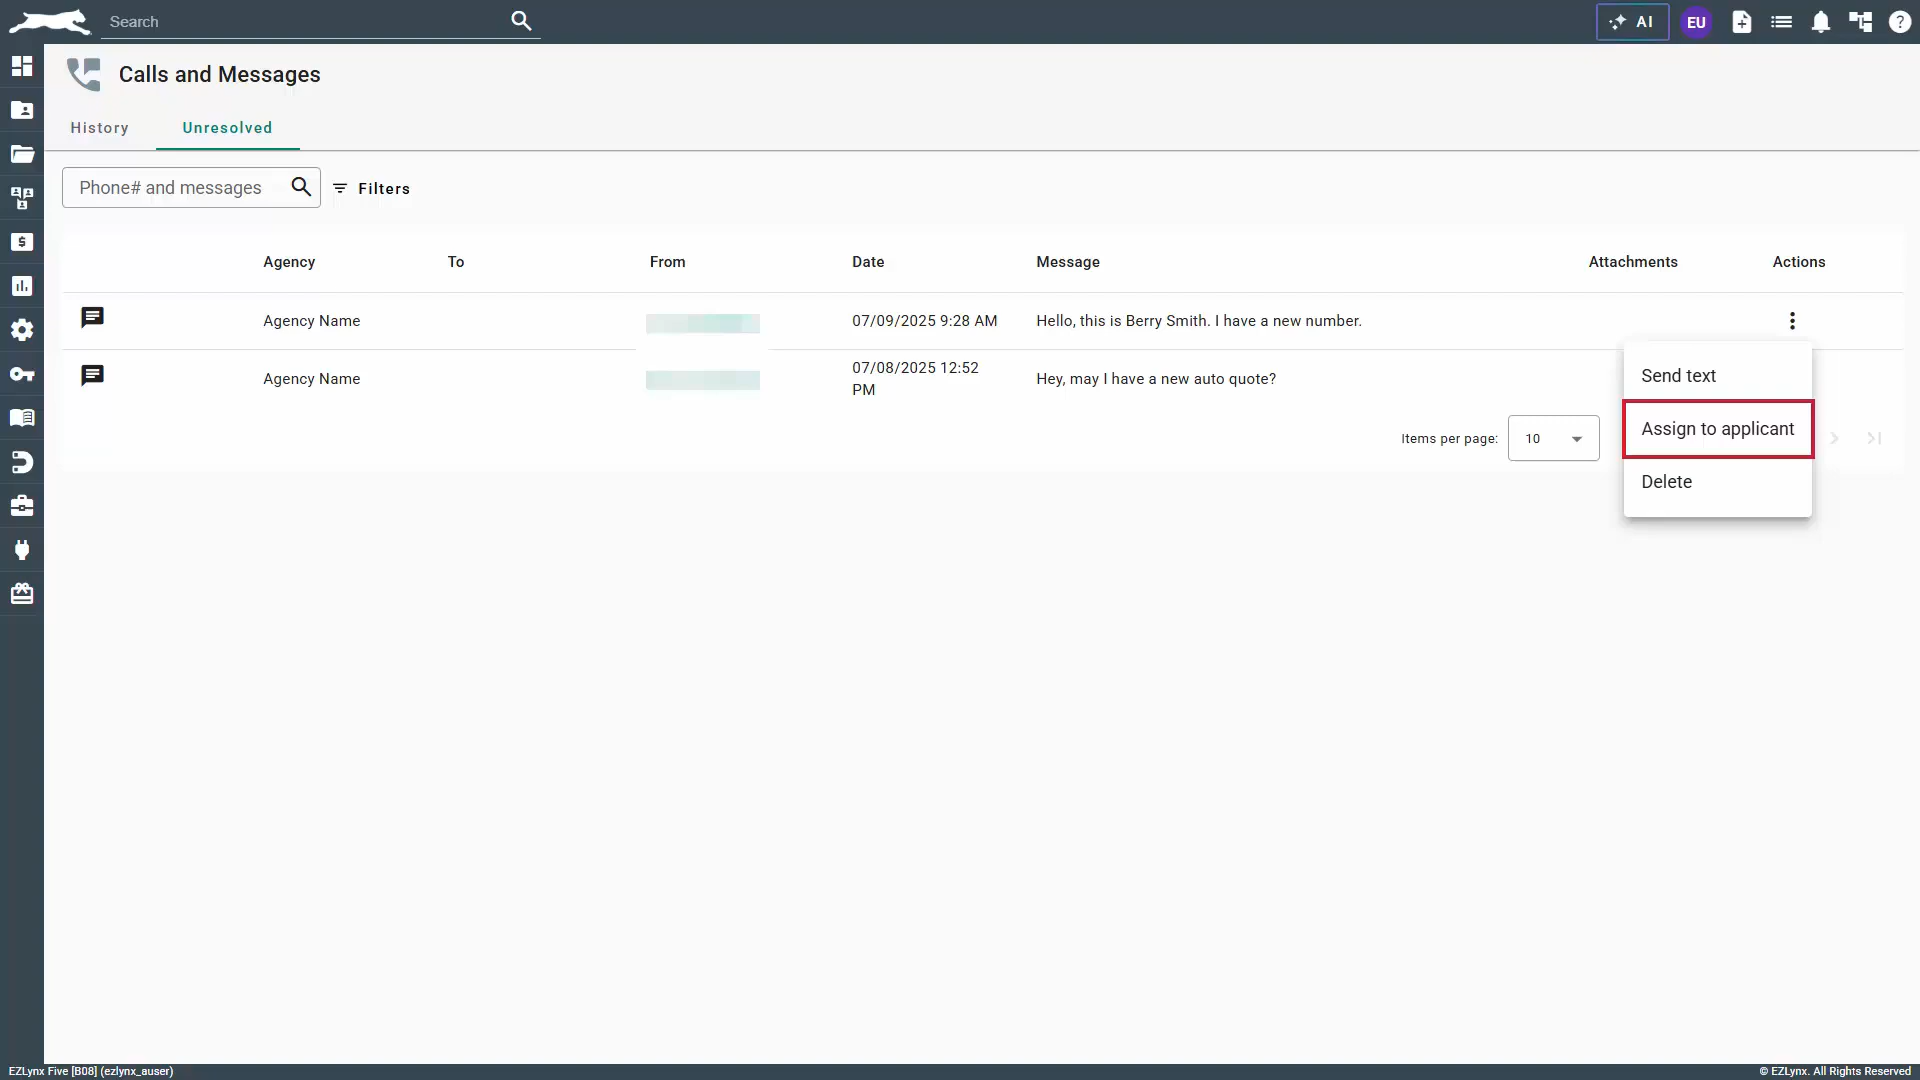 Search
AI
EU
Calls and Messages
History
Unresolved
Phone# and messages
Filters
Agency To From Date Message Attachments Actions
Agency Name 07/09/2025 9:28 AM Hello, this is Berry Smith. I have a new number.
Agency Name 07/08/2025 12:52 PM Hey, may I have a new auto quote?
Send text
Assign to applicant
Delete
Items per page: 10
EZLynx Five [B08] (ezlynx_auser)
© EZLynx. All Rights Reserved